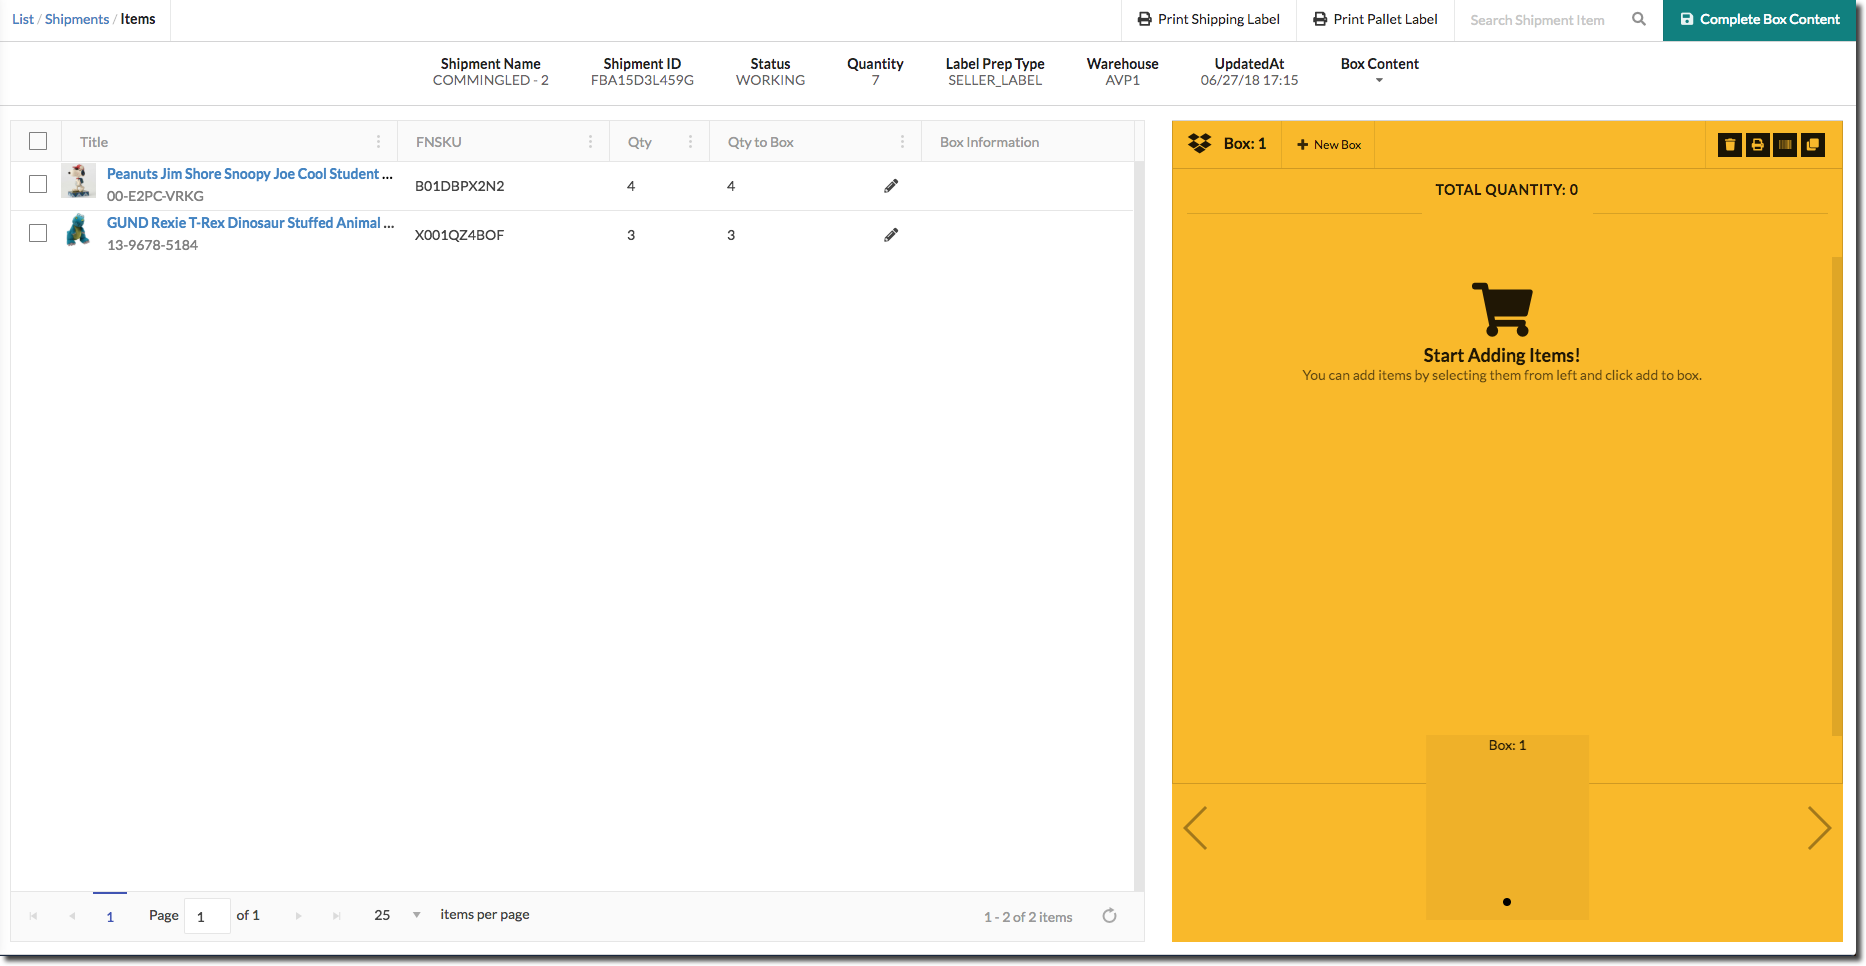 List / Shipments / Items
Print Shipping Label
Print Pallet Label
Search Shipment Item
Complete Box Content
Shipment Name
COMMINGLED - 2
Shipment ID
FBA15D3L459G
Status
WORKING
Quantity
7
Label Prep Type
SELLER_LABEL
Warehouse
AVP1
UpdatedAt
06/27/18 17:15
Box Content
Title
FNSKU
Qty
Qty to Box
Box Information
Peanuts Jim Shore Snoopy Joe Cool Student ...
00-E2PC-VRKG
B01DBPX2N2
4
4
GUND Rexie T-Rex Dinosaur Stuffed Animal ...
13-9678-5184
X001QZ4BOF
3
3
1
Page 1 of 1
25 items per page
1 - 2 of 2 items
Box: 1
+ New Box
TOTAL QUANTITY: 0
Start Adding Items!
You can add items by selecting them from left and click add to box.
Box: 1